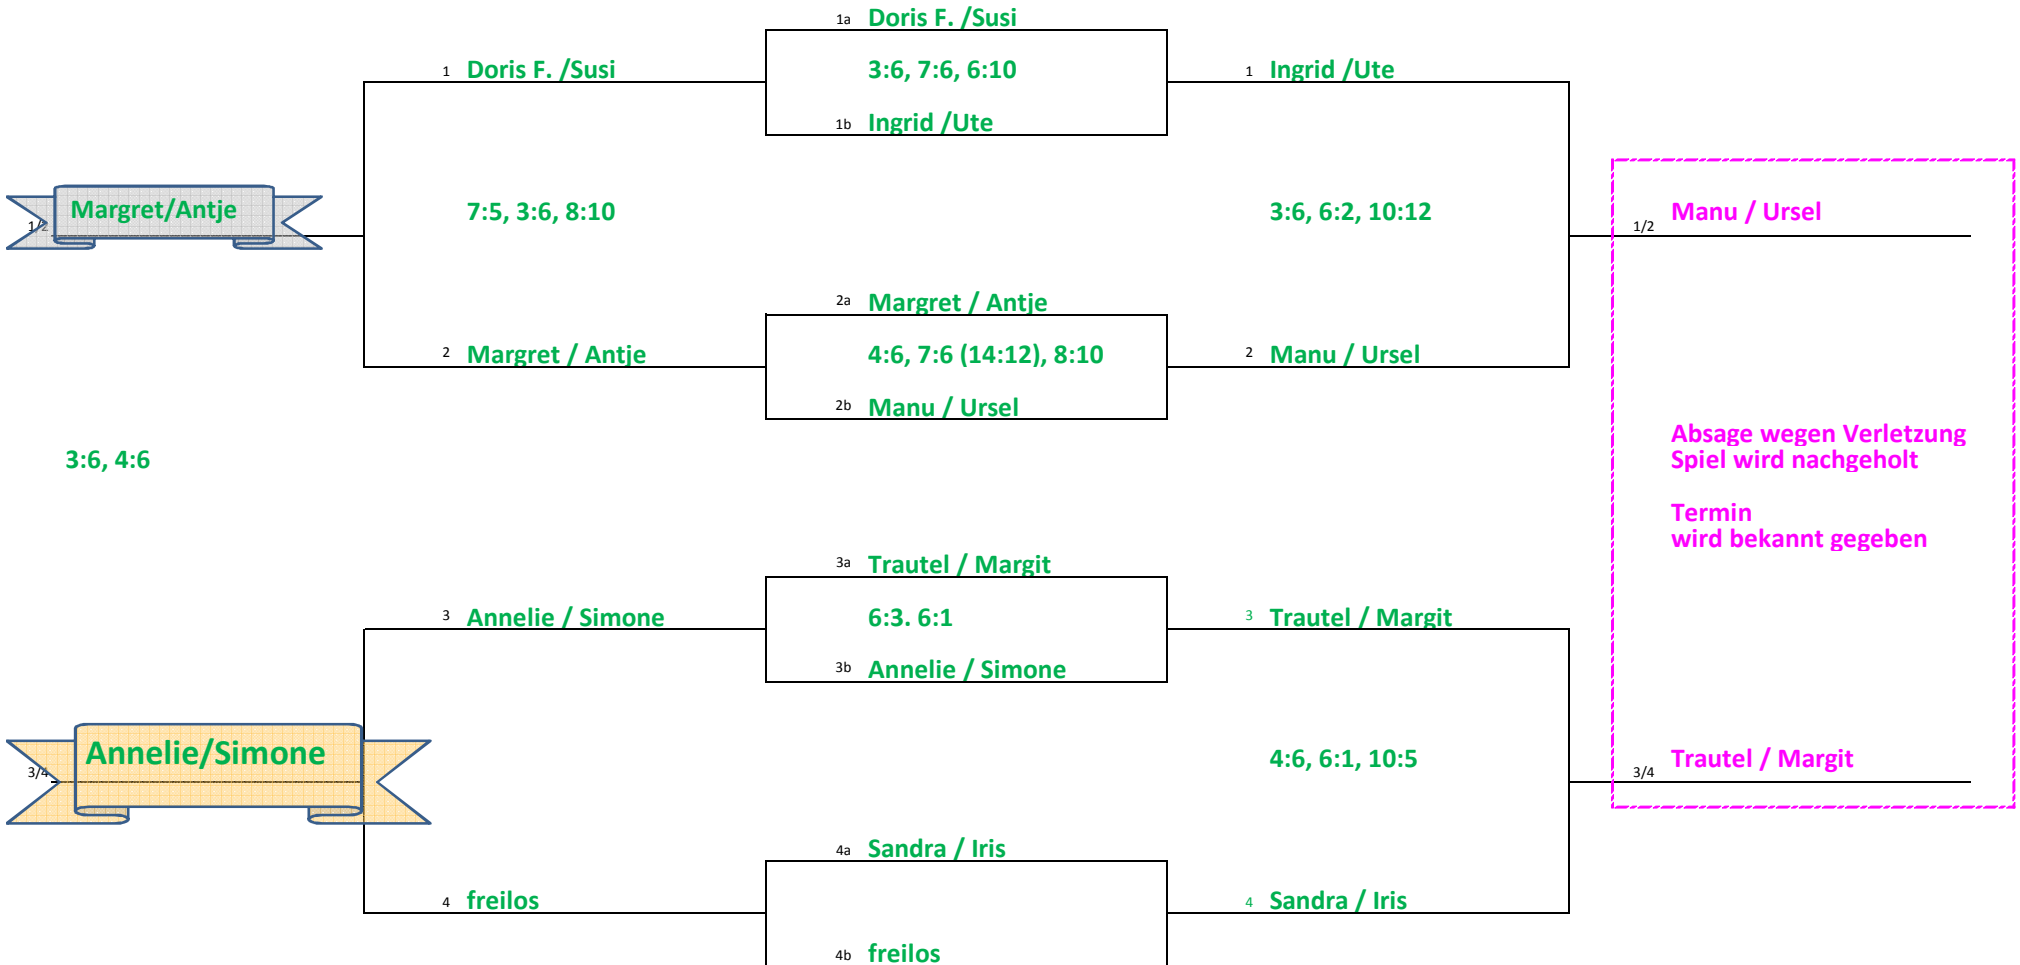 1a Doris F. /Susi
1 Doris F. /Susi
3:6, 7:6, 6:10
1 Ingrid /Ute
1b Ingrid /Ute
Margret/Antje
1/2
7:5, 3:6, 8:10
3:6, 6:2, 10:12
1/2 Manu / Ursel
2a Margret / Antje
2 Margret / Antje
4:6, 7:6 (14:12), 8:10
2 Manu / Ursel
2b Manu / Ursel
3:6, 4:6
Absage wegen Verletzung
Spiel wird nachgeholt
Termin
wird bekannt gegeben
3a Trautel / Margit
3 Annelie / Simone
6:3. 6:1
3 Trautel / Margit
3b Annelie / Simone
Annelie/Simone
3/4
4:6, 6:1, 10:5
3/4 Trautel / Margit
4a Sandra / Iris
4 freilos
4 Sandra / Iris
4b freilos